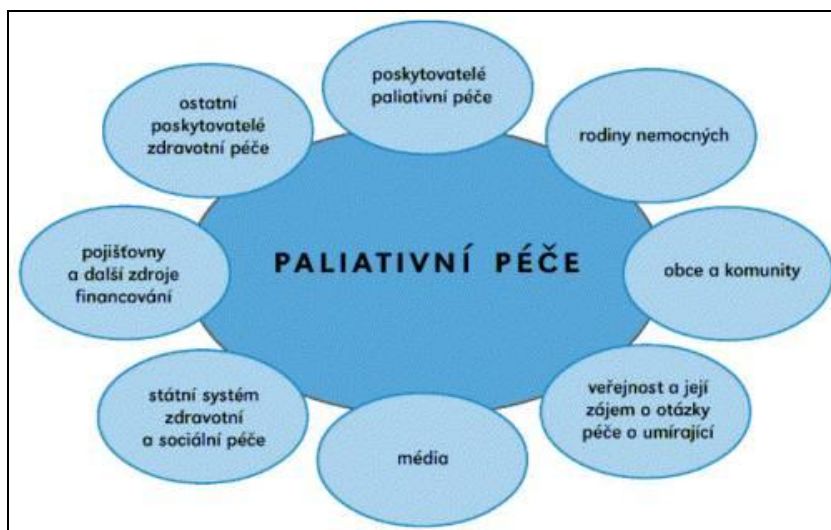 poskytovatelé
paliativní péče
ostatní
poskytovatelé
zdravotní péče
rodiny nemocných
PALIATIVNÍ PÉČE
pojišťovny
a další zdroje
financování
obce a komunity
státní systém
zdravotní
a sociální péče
veřejnost a její
zájem o otázky
péče o umírající
média